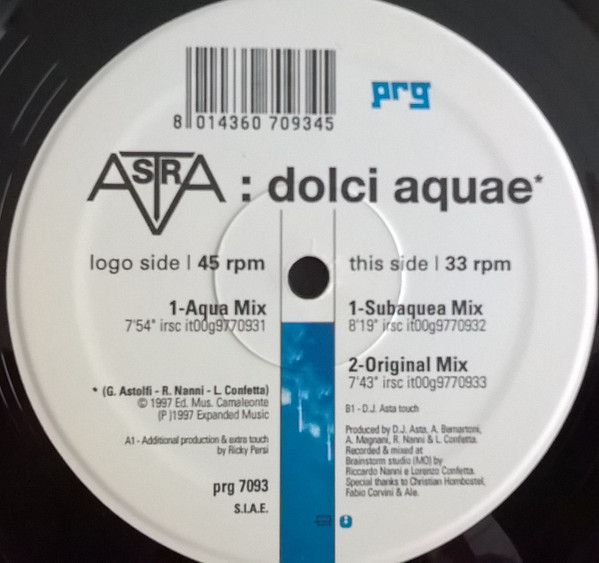 prg
8 014360 709345
ASTRA : dolci aquae*
logo side | 45 rpm
this side | 33 rpm
1-Aqua Mix
7'54" irsc it00g9770931
1-Subaquea Mix
8'19" irsc it00g9770932
2-Original Mix
7'43" irsc it00g9770933
* (G. Astolfi - R. Nanni - L. Confetta)
© 1997 Ed. Mus. Camaleonte
(P)1997 Expanded Music
A1 - Additional production & extra touch
by Ricky Persi
prg 7093
S.I.A.E.
B1 - D.J. Asta touch
Produced by D.J. Asta, A. Bernartoni,
A. Magnani, R. Nanni & L. Confetta.
Recorded & mixed at
Brainstorm studio (MO) by
Riccardo Nanni e Lorenzo Confetta.
Special thanks to Christian Hornbostel,
Fabio Corvini & Ale.